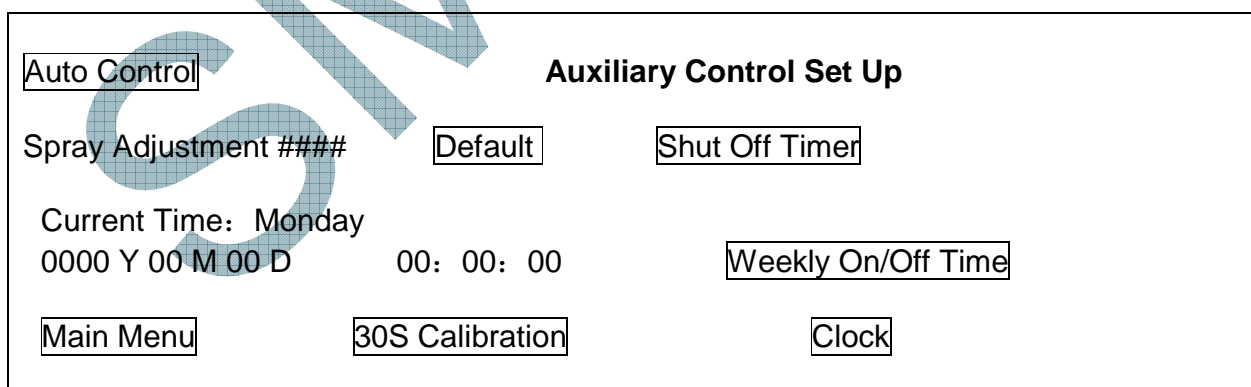 Auto Control Auxiliary Control Set Up
Spray Adjustment #### Default Shut Off Timer
Current Time：Monday
0000 Y 00 M 00 D 00：00：00 Weekly On/Off Time
Main Menu 30S Calibration Clock